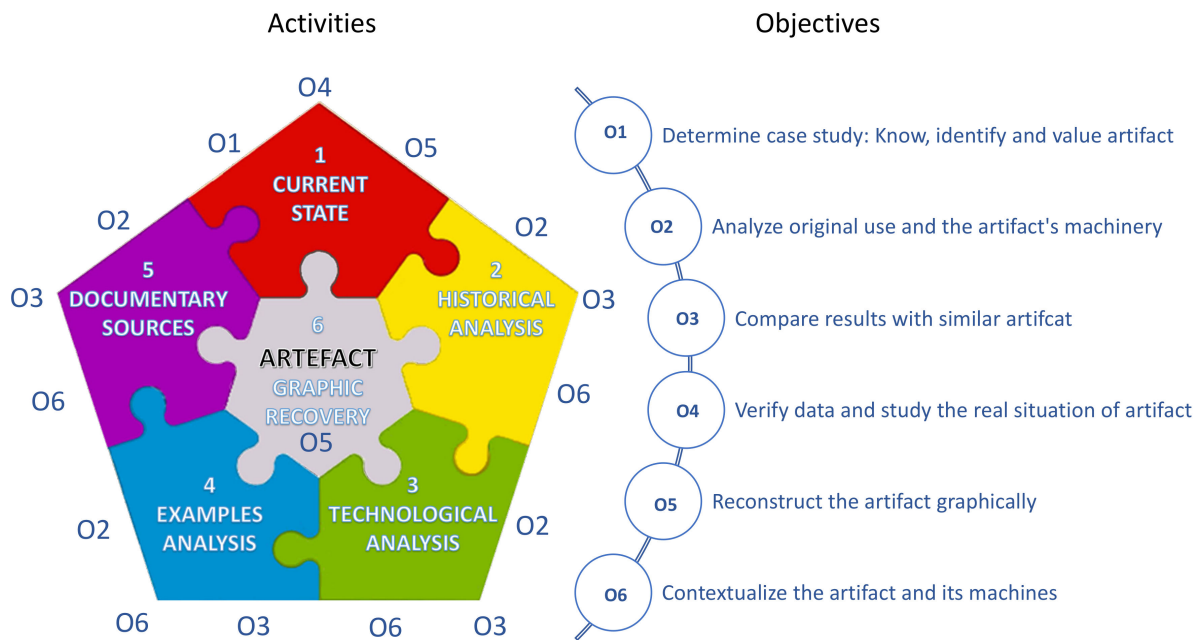 Activities
Objectives
O4
O1
O5
1
CURRENT
STATE
O2
O2
5
DOCUMENTARY
SOURCES
2
HISTORICAL
ANALYSIS
O3
O3
6
ARTEFACT
GRAPHIC
RECOVERY
O5
O6
O6
4
EXAMPLES
ANALYSIS
3
TECHNOLOGICAL
ANALYSIS
O2
O2
O6
O3
O6
O3
O1 Determine case study: Know, identify and value artifact
O2 Analyze original use and the artifact's machinery
O3 Compare results with similar artifcat
O4 Verify data and study the real situation of artifact
O5 Reconstruct the artifact graphically
O6 Contextualize the artifact and its machines